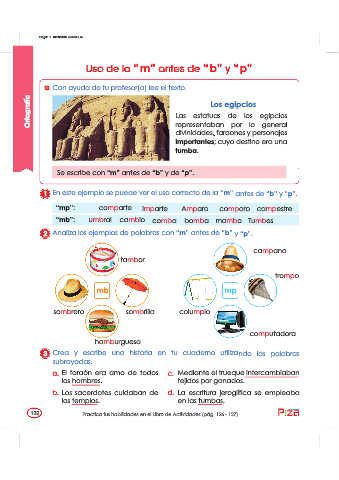 Uso de la "m" antes de "b" y "p"
Ortografía
Con ayuda de tu profesor(a) lee el texto.
Los egipcios
Las estatuas de los egipcios
representaban por lo general
divinidades, faraones y personajes
importantes; cuyo destino era una
tumba.
Se escribe con "m" antes de "b" y de "p".
1 En este ejemplo se puede ver el uso correcto de la "m" antes de "b" y "p".
"mp": comparte Imparte Amparo camparo campestre
"mb": umbral cambio comba bomba mambo Tumbes
2 Analiza los ejemplos de palabras con "m" antes de "b" y "p".
tambor
campana
trompo
mb
mp
sombrero
sombrilla
columpio
computadora
hamburguesa
3 Crea y escribe una historia en tu cuaderno utilizando las palabras
subrayadas.
a. El faraón era amo de todos
los hombres.
c. Mediante el trueque intercambiaban
tejidos por ganados.
b. Los sacerdotes cuidaban de
los templos.
d. La escritura jeroglífica se empleaba
en las tumbas.
132
Practica tus habilidades en el Libro de Actividades (pág. 126 - 127)